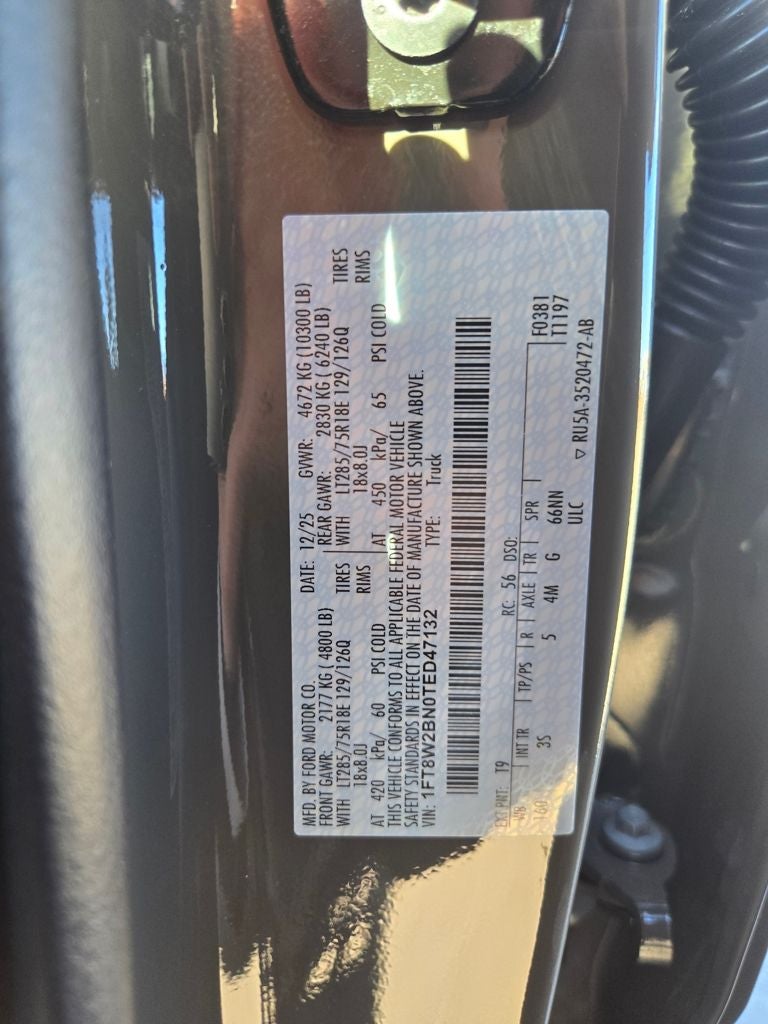 MFD. BY FORD MOTOR CO. DATE: 12/25 GVWR: 4672 KG (10300 LB)
FRONT GAWR: 2177 KG ( 4800 LB) REAR GAWR: 2830 KG ( 6240 LB)
WITH LT285/75R18E 129/126Q TIRES WITH LT285/75R18E 129/126Q TIRES
18x8.0J RIMS 18x8.0J RIMS
AT 420 kPa/ 60 PSI COLD AT 450 kPa/ 65 PSI COLD
THIS VEHICLE CONFORMS TO ALL APPLICABLE FEDERAL MOTOR VEHICLE
SAFETY STANDARDS IN EFFECT ON THE DATE OF MANUFACTURE SHOWN ABOVE.
VIN: 1FT8W2BN0TED47132 TYPE: Truck
EXT PNT: T9 RC: 56 DSO:
WB INT TR TP/PS R AXLE TR SPR F0381
160 3S 5 4M G 66NN T1197
ULC
▽ RU5A-3520472-AB